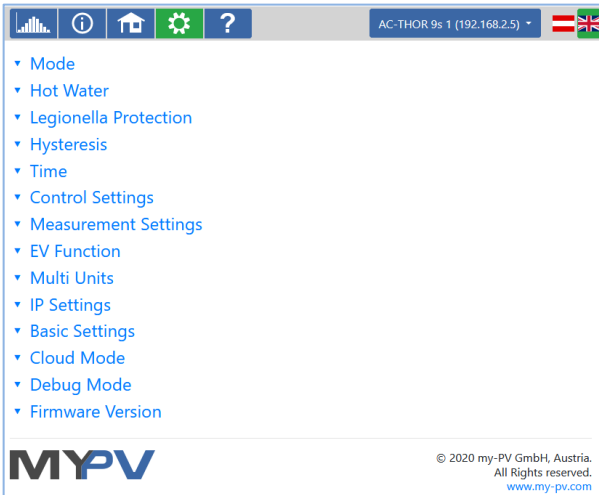 ?
AC-THOR 9s 1 (192.168.2.5)
Mode
Hot Water
Legionella Protection
Hysteresis
Time
Control Settings
Measurement Settings
EV Function
Multi Units
IP Settings
Basic Settings
Cloud Mode
Debug Mode
Firmware Version
MYPV
© 2020 my-PV GmbH, Austria.
All Rights reserved.
www.my-pv.com